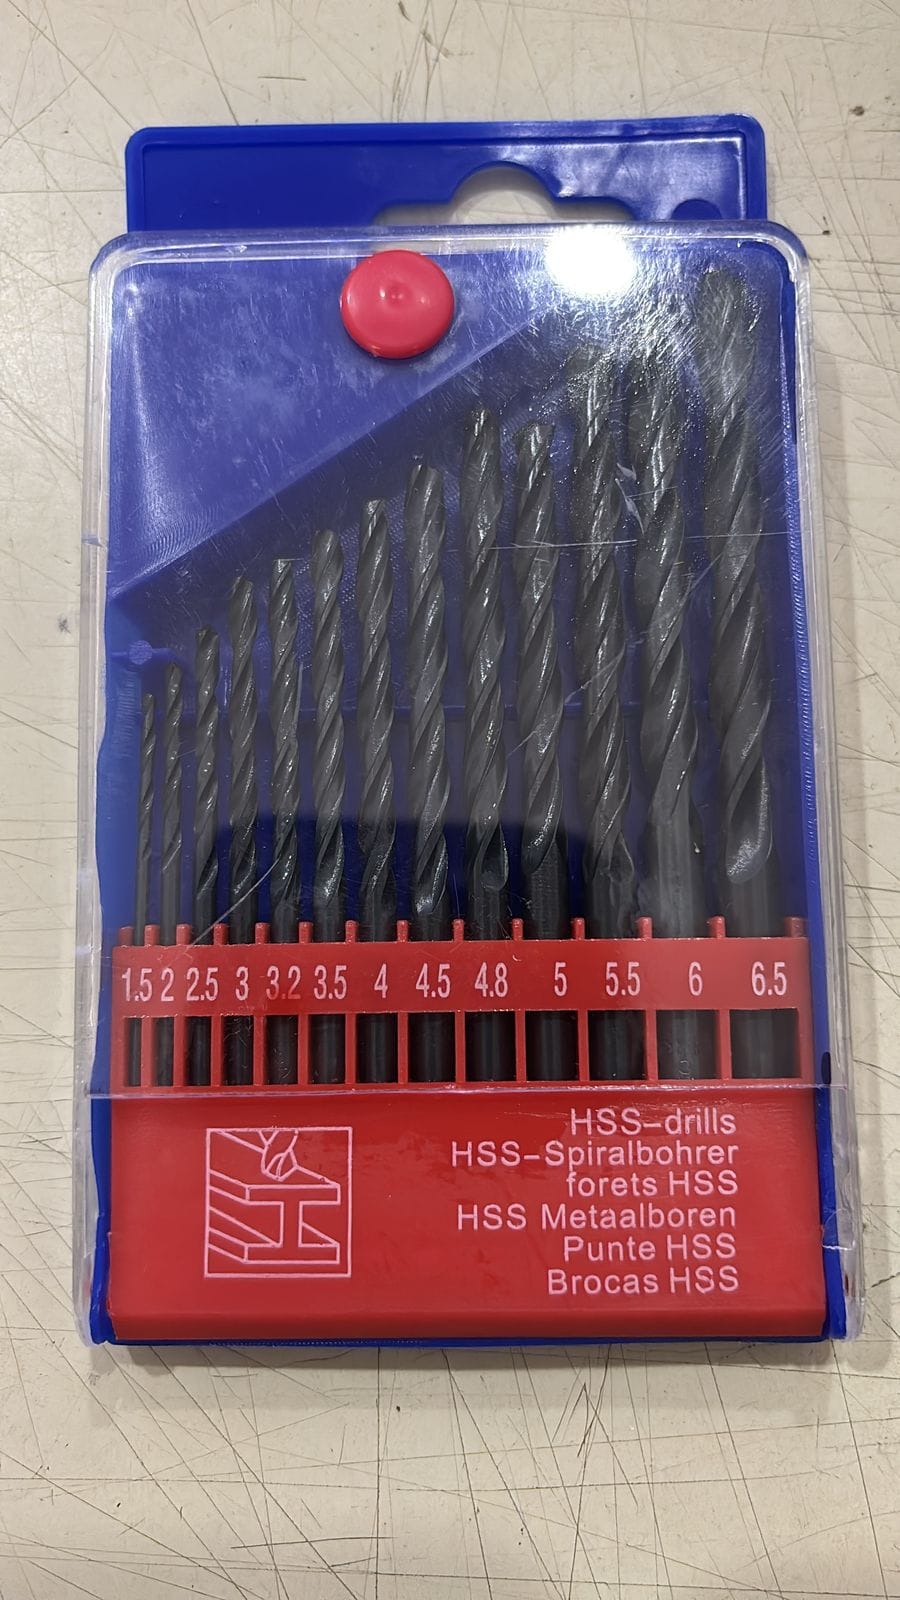 1.5 2 2.5 3 3.2 3.5 4 4.5 4.8 5 5.5 6 6.5
HSS-drills
HSS-Spiralbohrer
forets HSS
HSS Metaalboren
Punte HSS
Brocas HSS